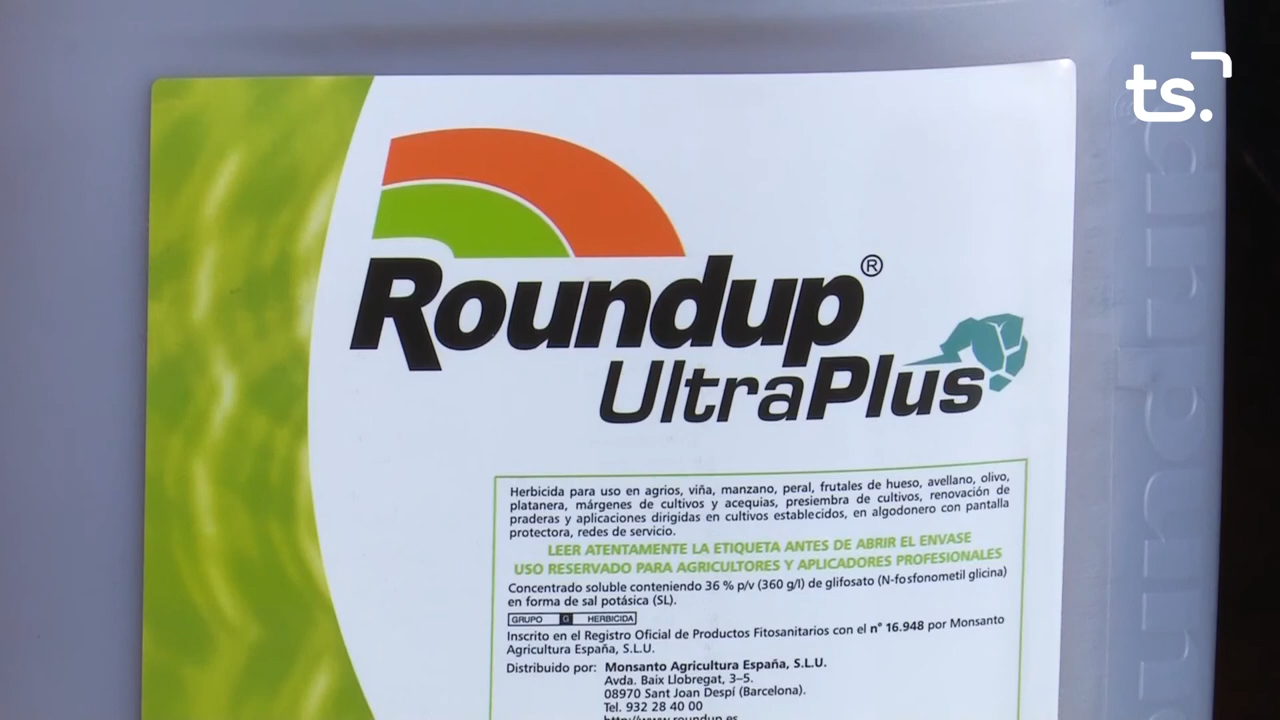 ts.
Roundup®
UltraPlus
Herbicida para uso en agrios, viña, manzano, peral, frutales de hueso, avellano, olivo,
platanera, márgenes de cultivos y acequias, presiembra de cultivos, renovación de
praderas y aplicaciones dirigidas en cultivos establecidos, en algodonero con pantalla
protectora, redes de servicio.
LEER ATENTAMENTE LA ETIQUETA ANTES DE ABRIR EL ENVASE
USO RESERVADO PARA AGRICULTORES Y APLICADORES PROFESIONALES
Concentrado soluble conteniendo 36 % p/v (360 g/l) de glifosato (N-fosfonometil glicina)
en forma de sal potásica (SL).
GRUPO G HERBICIDA
Inscrito en el Registro Oficial de Productos Fitosanitarios con el n° 16.948 por Monsanto
Agricultura España, S.L.U.
Distribuido por: Monsanto Agricultura España, S.L.U.
Avda. Baix Llobregat, 3–5.
08970 Sant Joan Despí (Barcelona).
Tel. 932 28 40 00
http://www.roundup.es